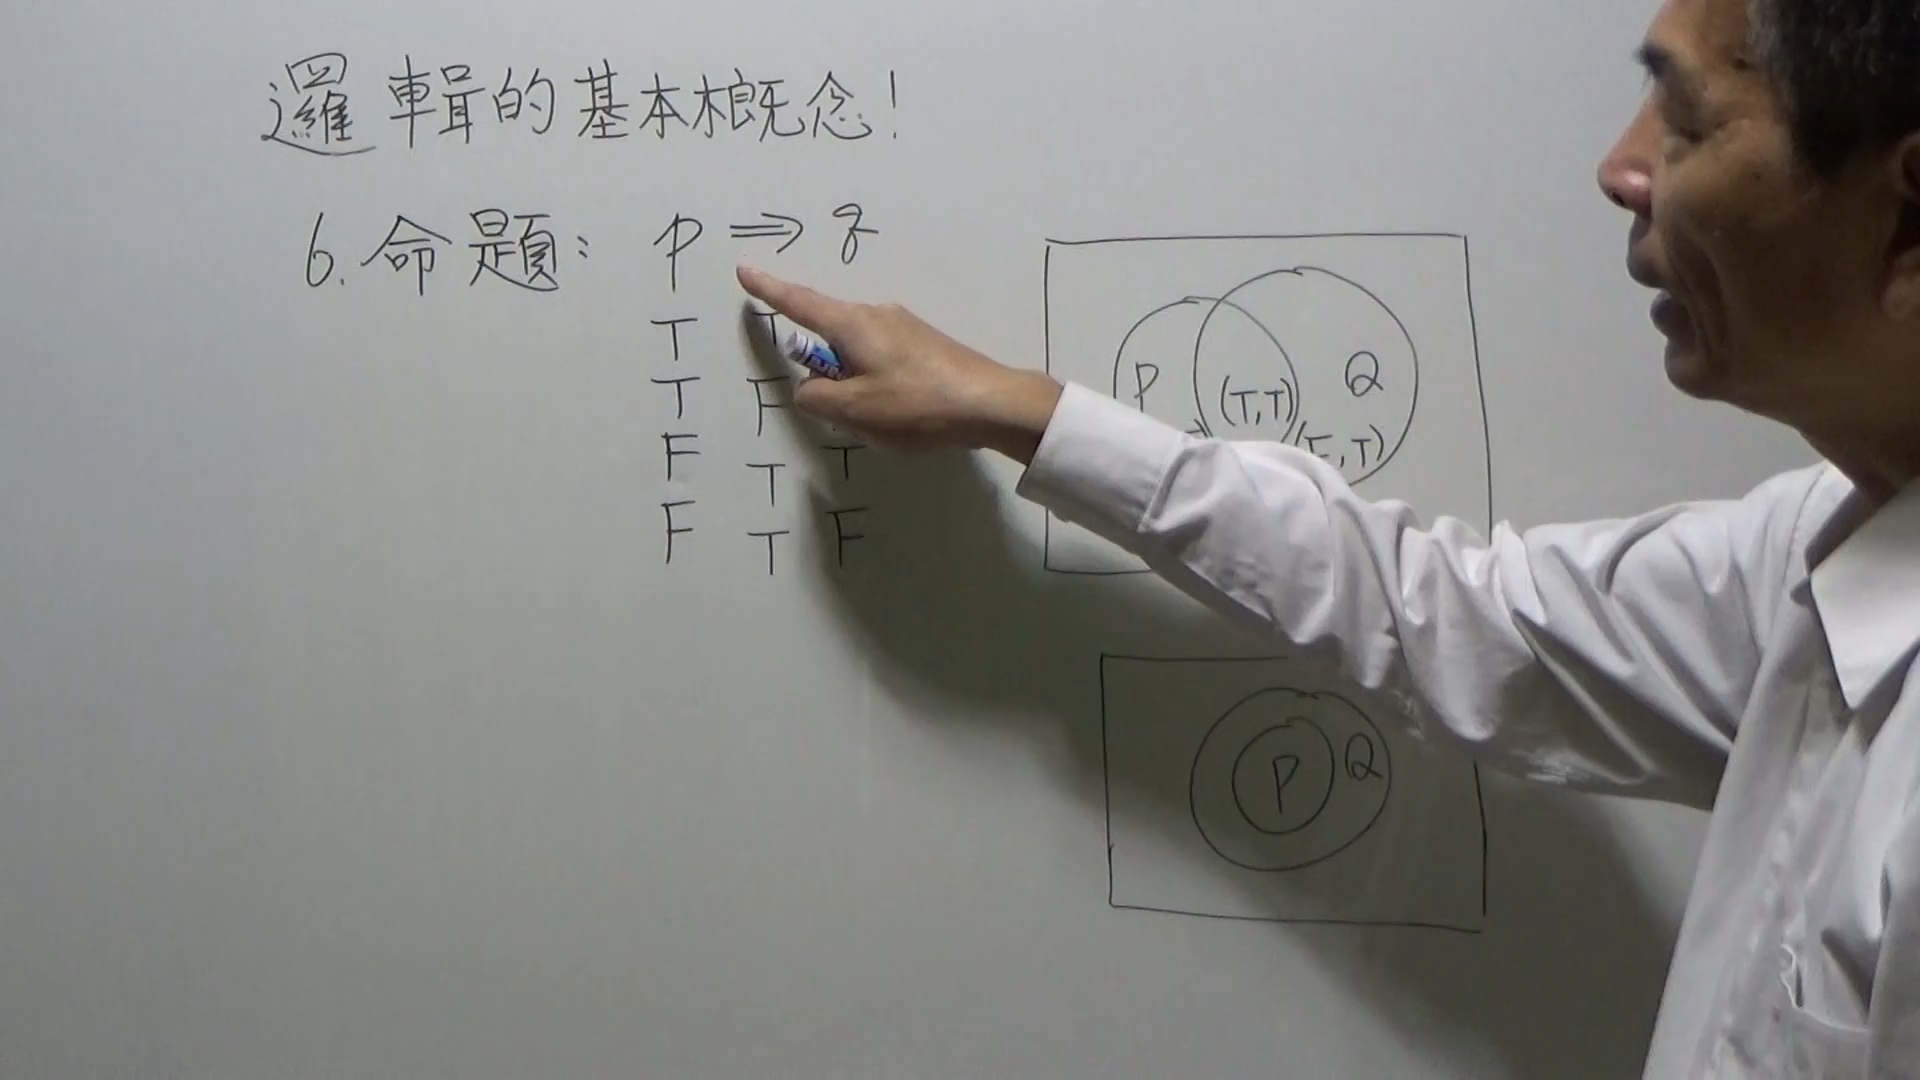 邏輯的基本概念!
6.命題: p ⇒ q
T T
T F
F T T
F T F
P (T,T) Q
(F,T)
P Q